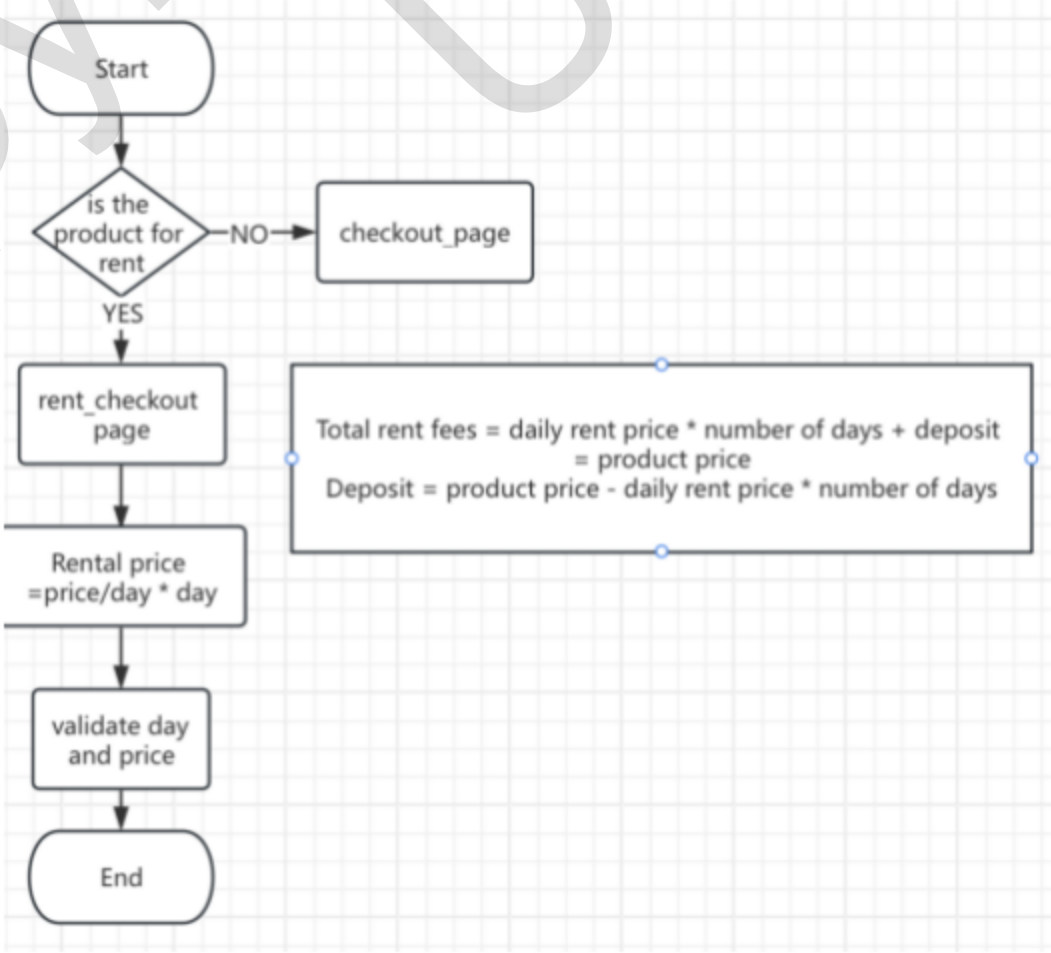 Start
is the
product for
rent
NO
checkout_page
YES
rent_checkout
page
Total rent fees = daily rent price * number of days + deposit
= product price
Deposit = product price - daily rent price * number of days
Rental price
=price/day * day
validate day
and price
End